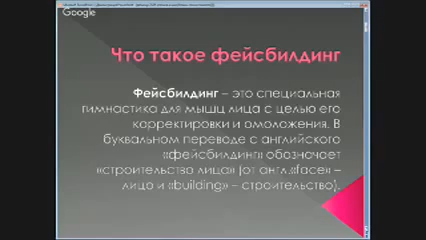 Google
Что такое фейсбилдинг
Фейсбилдинг – это специальная
гимнастика для мышц лица с целью его
корректировки и омоложения. В
буквальном переводе с английского
«фейсбилдинг» обозначает
«строительство лица» (от англ.«face» –
лицо и «building» – строительство).